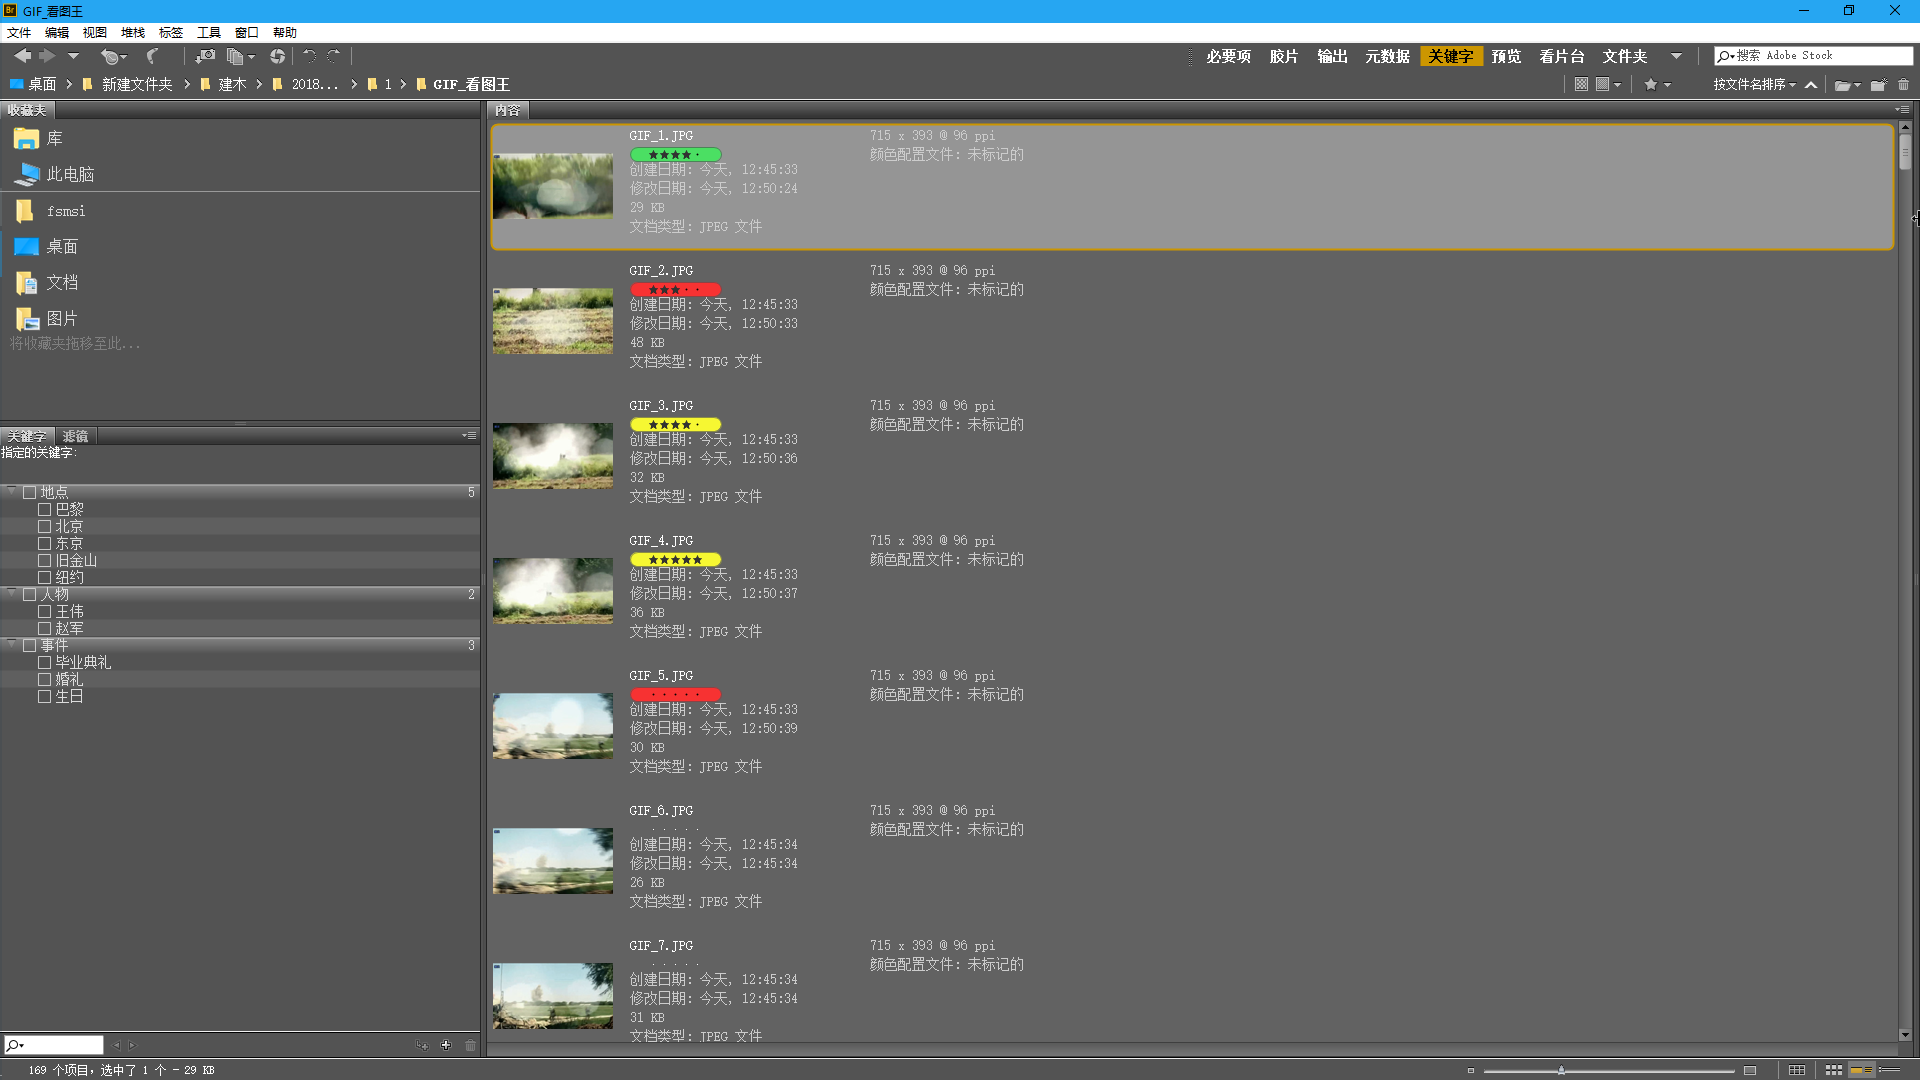 Br GIF_看图王
文件 编辑 视图 堆栈 标签 工具 窗口 帮助
必要项 胶片 输出 元数据 关键字 预览 看片台 文件夹 搜索 Adobe Stock
桌面 新建文件夹 建木 2018... 1 GIF_看图王 按文件名排序
收藏夹
库
此电脑
fsmsi
桌面
文档
图片
将收藏夹拖移至此...
关键字 滤镜
指定的关键字:
地点 5
巴黎
北京
东京
旧金山
纽约
人物 2
王伟
赵军
事件 3
毕业典礼
婚礼
生日
内容
GIF_1.JPG 715 x 393 @ 96 ppi
★★★★· 颜色配置文件: 未标记的
创建日期: 今天, 12:45:33
修改日期: 今天, 12:50:24
29 KB
文档类型: JPEG 文件
GIF_2.JPG 715 x 393 @ 96 ppi
★★★·· 颜色配置文件: 未标记的
创建日期: 今天, 12:45:33
修改日期: 今天, 12:50:33
48 KB
文档类型: JPEG 文件
GIF_3.JPG 715 x 393 @ 96 ppi
★★★★· 颜色配置文件: 未标记的
创建日期: 今天, 12:45:33
修改日期: 今天, 12:50:36
32 KB
文档类型: JPEG 文件
GIF_4.JPG 715 x 393 @ 96 ppi
★★★★★ 颜色配置文件: 未标记的
创建日期: 今天, 12:45:33
修改日期: 今天, 12:50:37
36 KB
文档类型: JPEG 文件
GIF_5.JPG 715 x 393 @ 96 ppi
····· 颜色配置文件: 未标记的
创建日期: 今天, 12:45:33
修改日期: 今天, 12:50:39
30 KB
文档类型: JPEG 文件
GIF_6.JPG 715 x 393 @ 96 ppi
····· 颜色配置文件: 未标记的
创建日期: 今天, 12:45:34
修改日期: 今天, 12:45:34
26 KB
文档类型: JPEG 文件
GIF_7.JPG 715 x 393 @ 96 ppi
····· 颜色配置文件: 未标记的
创建日期: 今天, 12:45:34
修改日期: 今天, 12:45:34
31 KB
文档类型: JPEG 文件
169 个项目, 选中了 1 个 - 29 KB